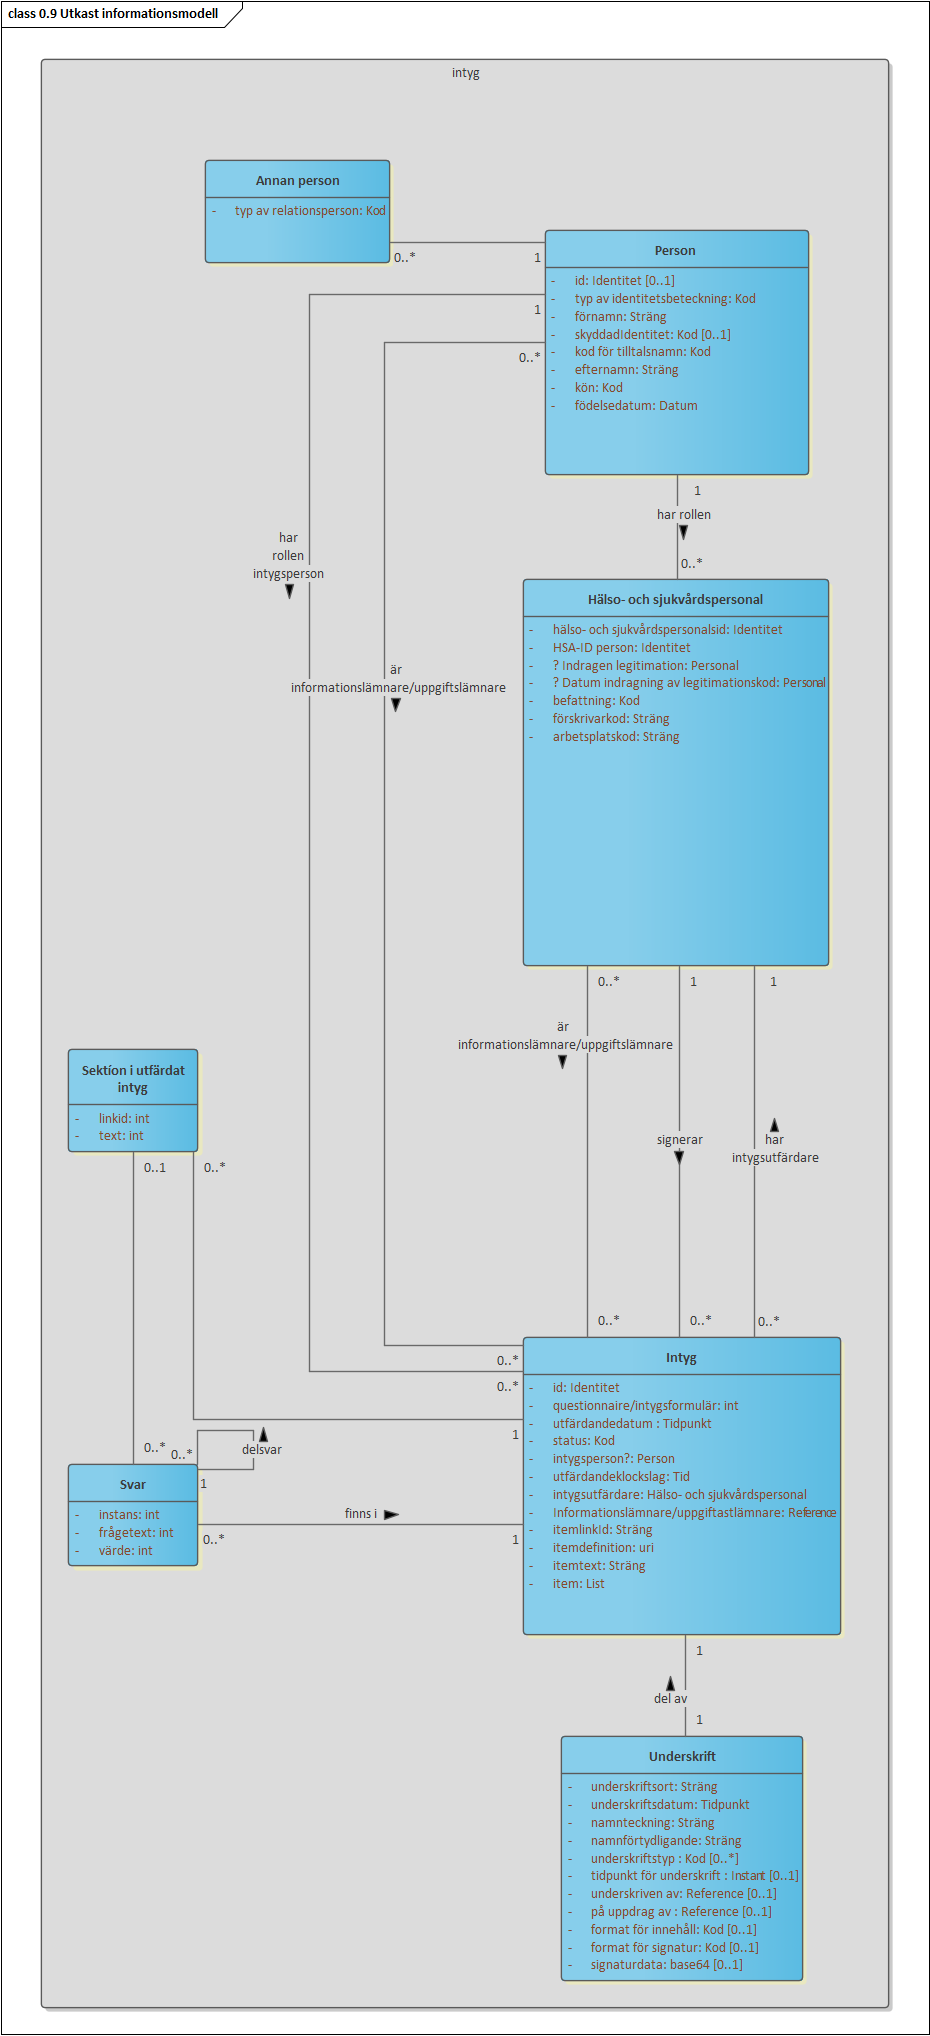 class 0.9 Utkast informationsmodell
intyg
Annan person
- typ av relationsperson: Kod
0..*
1
Person
- id: Identitet [0..1]
- typ av identitetsbeteckning: Kod
- förnamn: Sträng
- skyddadIdentitet: Kod [0..1]
- kod för tilltalsnamn: Kod
- efternamn: Sträng
- kön: Kod
- födelsedatum: Datum
1
0..*
1
har rollen
0..*
har
rollen
intygsperson
är
informationslämnare/uppgiftslämnare
Hälso- och sjukvårdspersonal
- hälso- och sjukvårdspersonalsid: Identitet
- HSA-ID person: Identitet
- ? Indragen legitimation: Personal
- ? Datum indragning av legitimationskod: Personal
- befattning: Kod
- förskrivarkod: Sträng
- arbetsplatskod: Sträng
0..*
1
1
är
informationslämnare/uppgiftslämnare
signerar
har
intygsutfärdare
Sektion i utfärdat
intyg
- linkid: int
- text: int
0..1
0..*
0..*
0..*
0..*
0..*
0..*
1
Intyg
- id: Identitet
- questionnaire/intygsformulär: int
- utfärdandedatum : Tidpunkt
- status: Kod
- intygsperson?: Person
- utfärdandeklockslag: Tid
- intygsutfärdare: Hälso- och sjukvårdspersonal
- Informationslämnare/uppgiftastlämnare: Reference
- itemlinkId: Sträng
- itemdefinition: uri
- itemtext: Sträng
- item: List
0..*
0..*
delsvar
1
Svar
- instans: int
- frågetext: int
- värde: int
finns i
0..*
1
1
del av
1
Underskrift
- underskriftsort: Sträng
- underskriftsdatum: Tidpunkt
- namnteckning: Sträng
- namnförtydligande: Sträng
- underskriftstyp : Kod [0..*]
- tidpunkt för underskrift : Instant [0..1]
- underskriven av: Reference [0..1]
- på uppdrag av : Reference [0..1]
- format för innehåll: Kod [0..1]
- format för signatur: Kod [0..1]
- signaturdata: base64 [0..1]